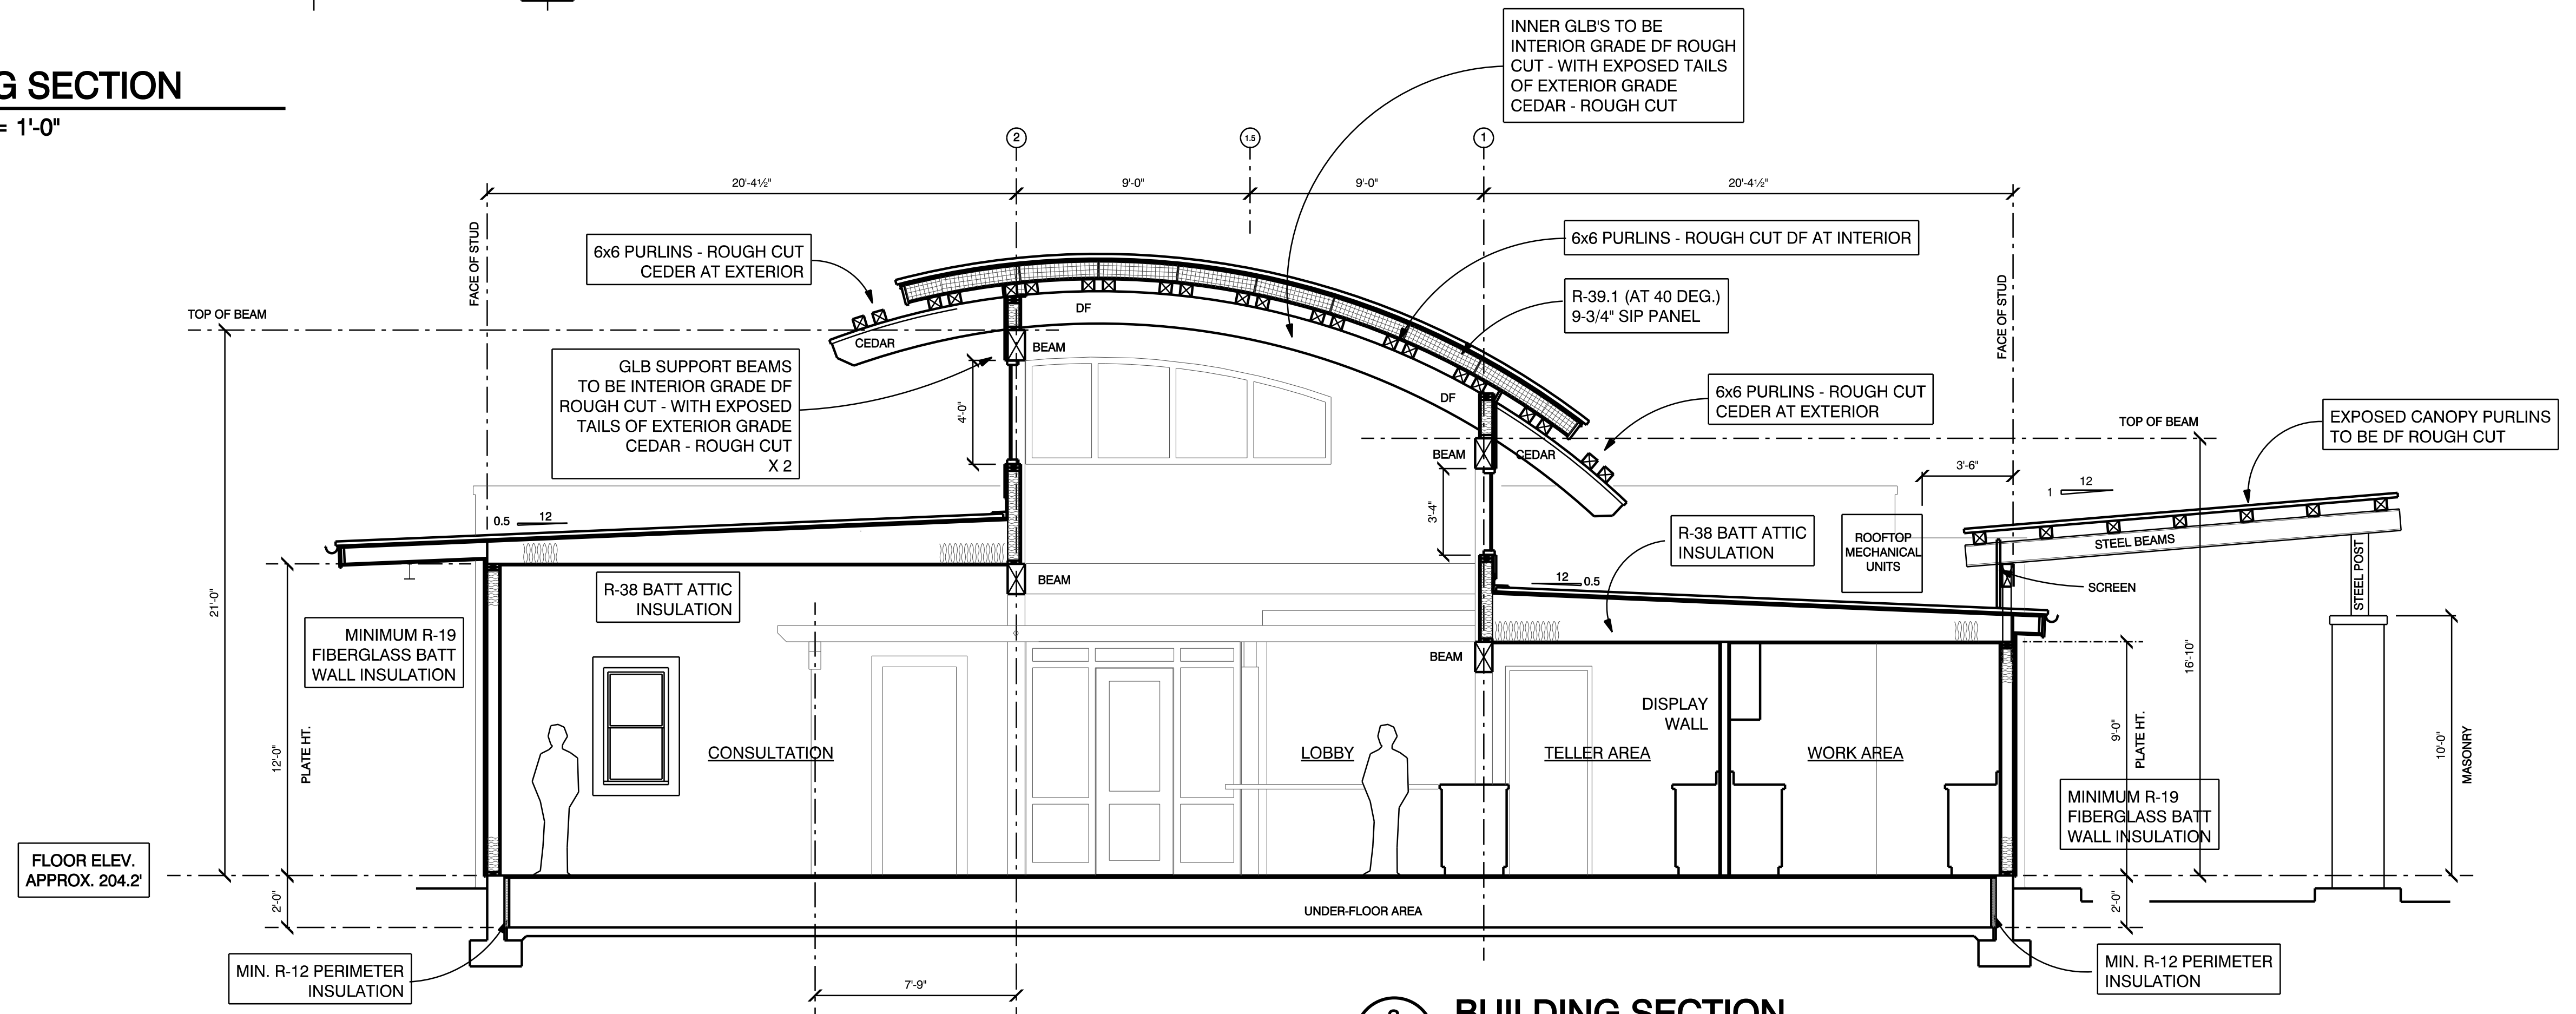 G SECTION
= 1'-0"
INNER GLB'S TO BE
INTERIOR GRADE DF ROUGH
CUT - WITH EXPOSED TAILS
OF EXTERIOR GRADE
CEDAR - ROUGH CUT
2
1.5
1
20'-4½"
9'-0"
9'-0"
20'-4½"
FACE OF STUD
FACE OF STUD
6x6 PURLINS - ROUGH CUT
CEDER AT EXTERIOR
6x6 PURLINS - ROUGH CUT DF AT INTERIOR
R-39.1 (AT 40 DEG.)
9-3/4" SIP PANEL
TOP OF BEAM
CEDAR
DF
BEAM
GLB SUPPORT BEAMS
TO BE INTERIOR GRADE DF
ROUGH CUT - WITH EXPOSED
TAILS OF EXTERIOR GRADE
CEDAR - ROUGH CUT
X 2
4'-0"
DF
6x6 PURLINS - ROUGH CUT
CEDER AT EXTERIOR
TOP OF BEAM
EXPOSED CANOPY PURLINS
TO BE DF ROUGH CUT
BEAM
CEDAR
3'-6"
3'-4"
12
1
0.5
12
R-38 BATT ATTIC
INSULATION
ROOFTOP
MECHANICAL
UNITS
STEEL BEAMS
STEEL POST
SCREEN
12
0.5
BEAM
R-38 BATT ATTIC
INSULATION
21'-0"
MINIMUM R-19
FIBERGLASS BATT
WALL INSULATION
BEAM
16'-10"
DISPLAY
WALL
12'-0"
PLATE HT.
CONSULTATION
LOBBY
TELLER AREA
WORK AREA
9'-0"
PLATE HT.
10'-0"
MASONRY
MINIMUM R-19
FIBERGLASS BATT
WALL INSULATION
FLOOR ELEV.
APPROX. 204.2'
2'-0"
UNDER-FLOOR AREA
2'-0"
MIN. R-12 PERIMETER
INSULATION
MIN. R-12 PERIMETER
INSULATION
7'-9"
BUILDING SECTION